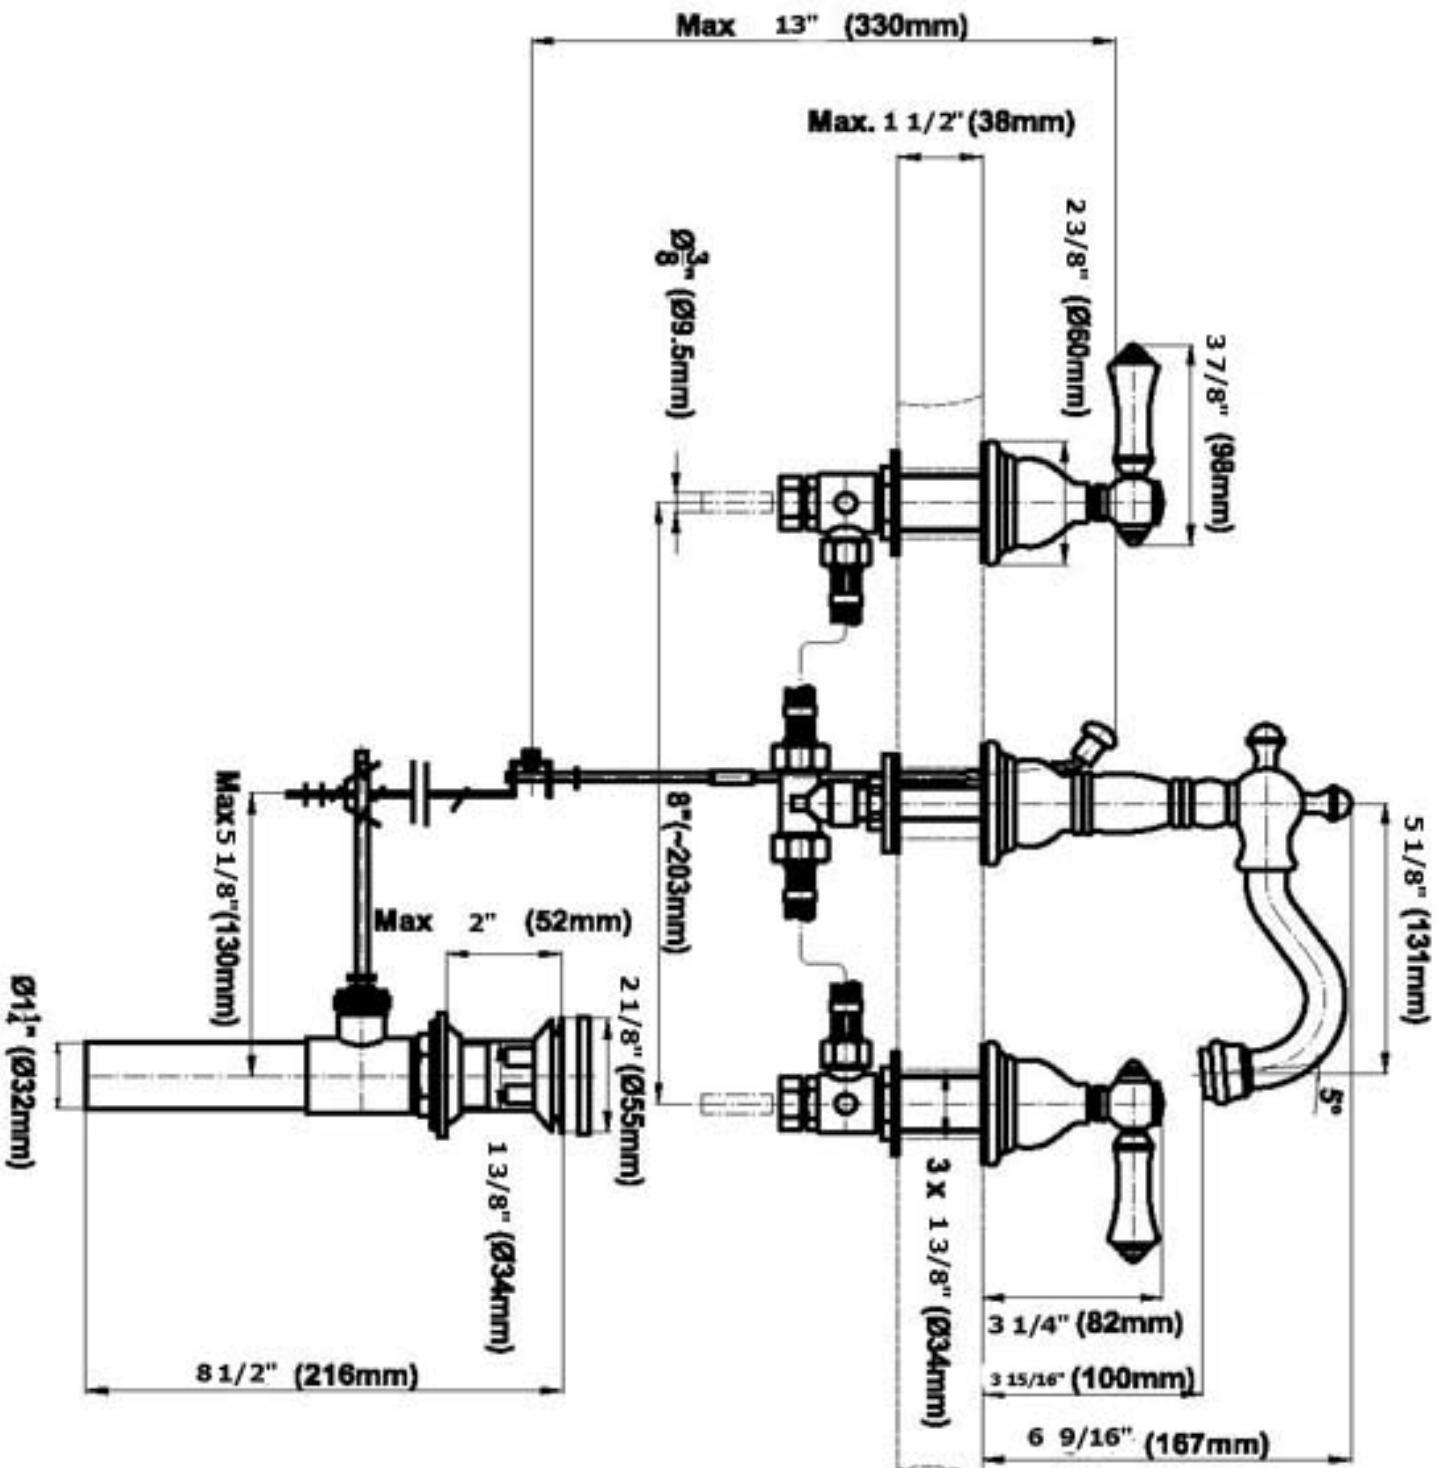 Max 13" (330mm)
Max. 1 1/2" (38mm)
2 3/8" (Ø60mm)
3 7/8" (98mm)
Ø3/8" (Ø9.5mm)
8"(~203mm)
5 1/8" (131mm)
5°
Max 5 1/8" (130mm)
Max 2" (52mm)
2 1/8" (Ø55mm)
Ø1¼" (Ø32mm)
1 3/8" (Ø34mm)
3 x 1 3/8" (Ø34mm)
3 1/4" (82mm)
8 1/2" (216mm)
3 15/16" (100mm)
6 9/16" (167mm)